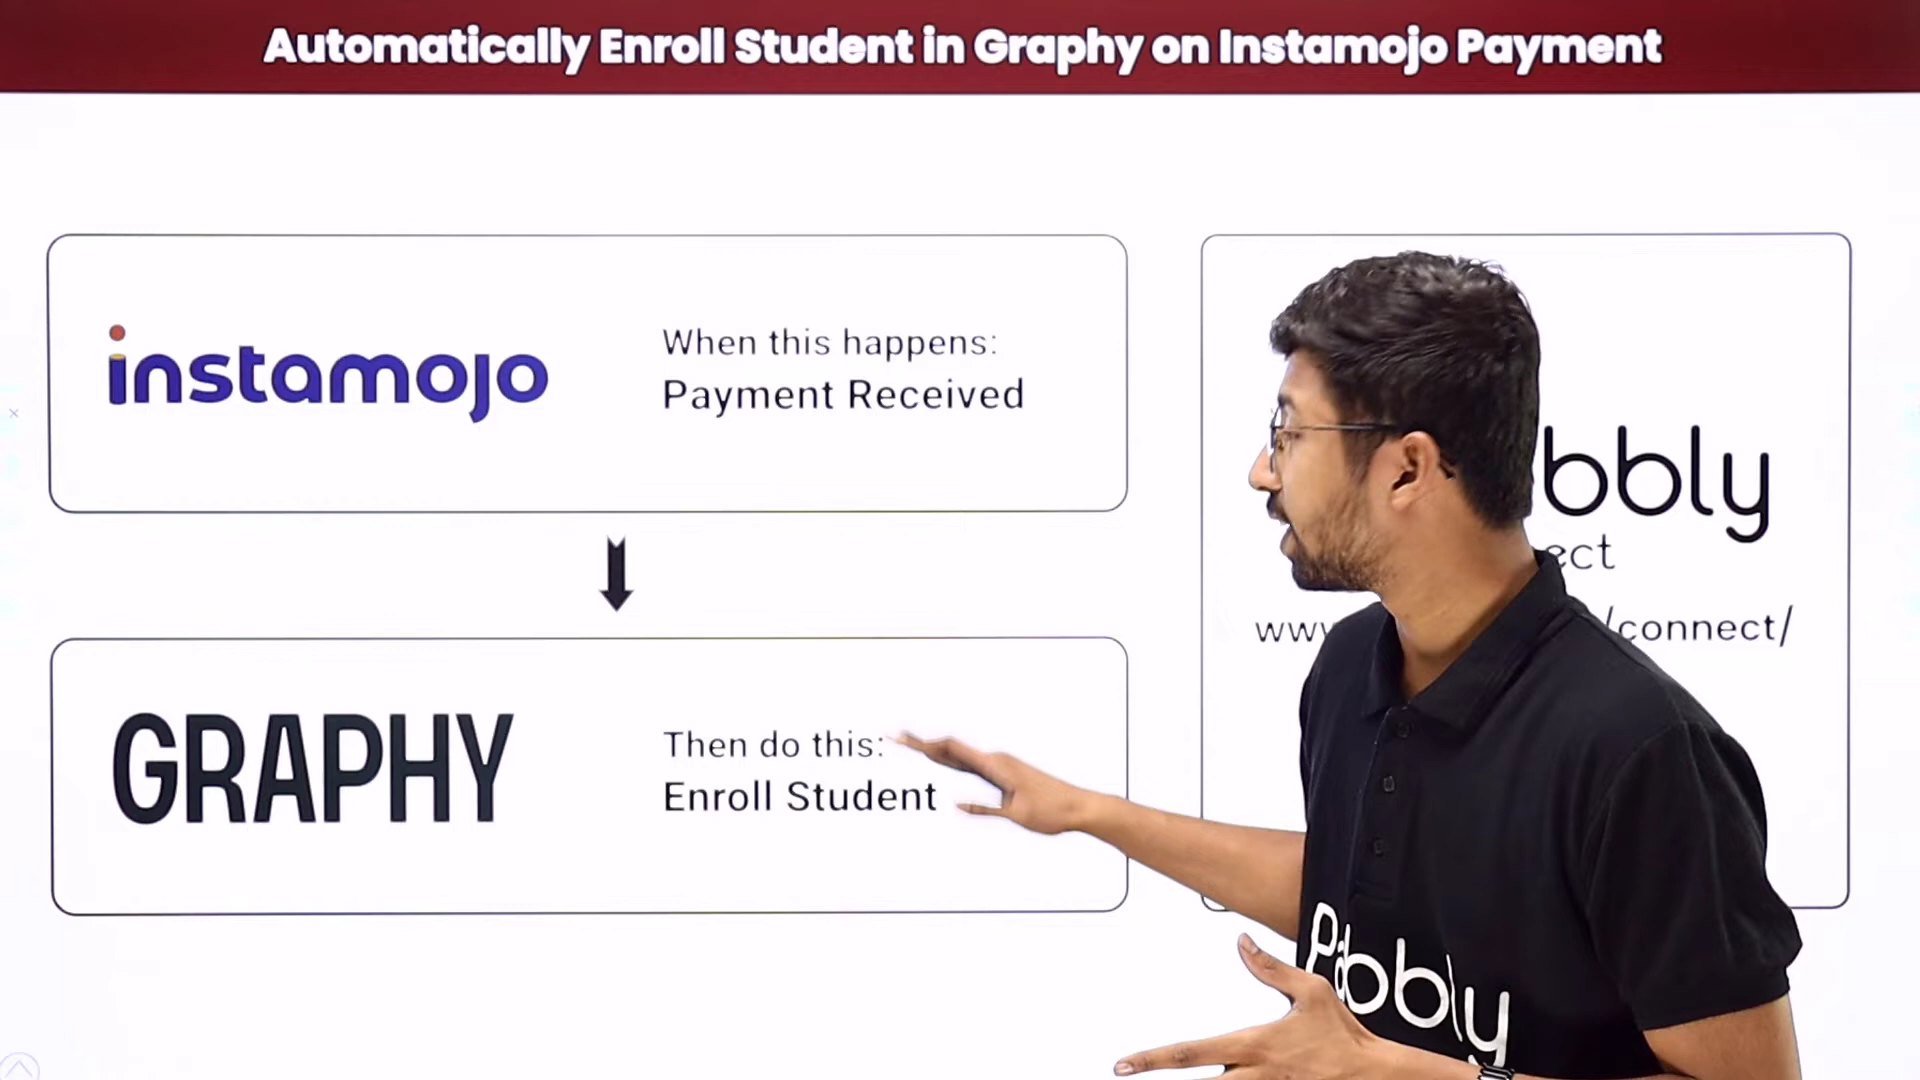 Automatically Enroll Student in Graphy on Instamojo Payment
instamojo
When this happens:
Payment Received
GRAPHY
Then do this:
Enroll Student
bbly
ect
/connect/
Pabbly